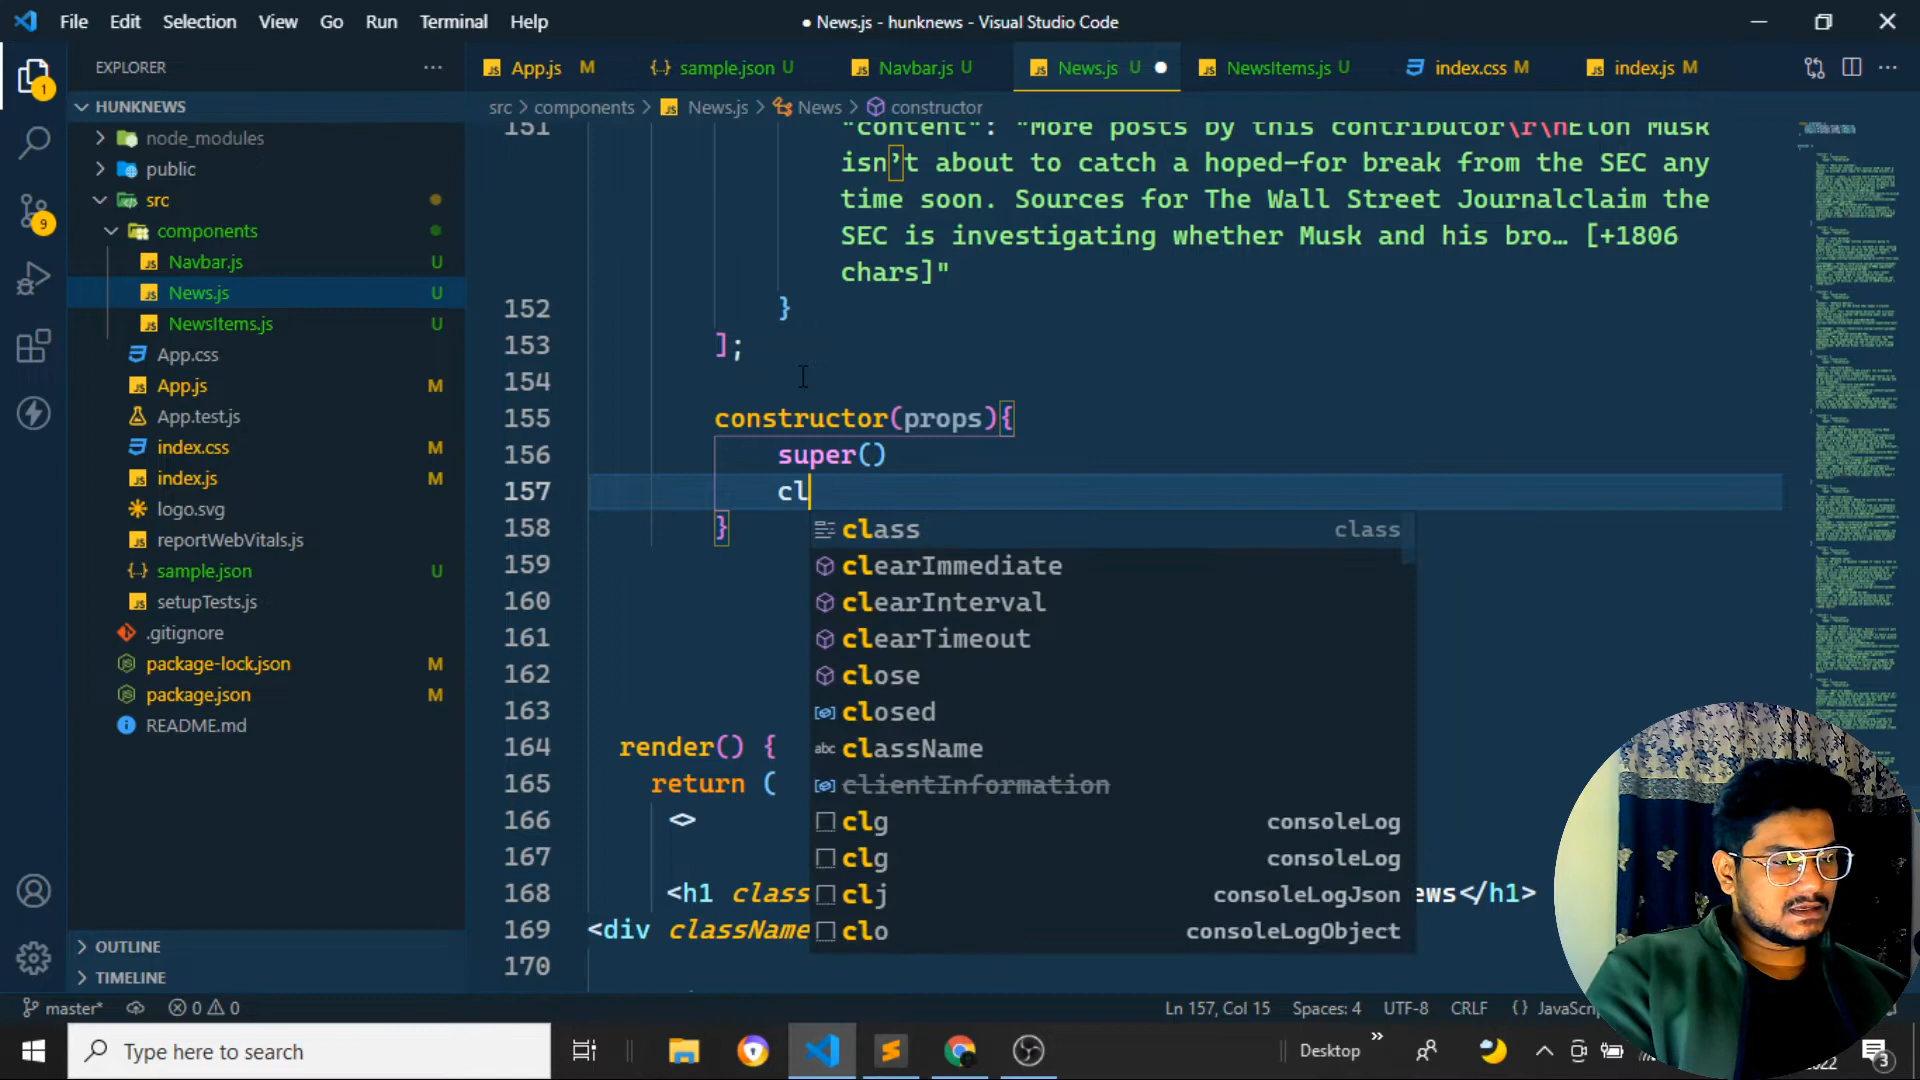 File Edit Selection View Go Run Terminal Help
● News.js - hunknews - Visual Studio Code
EXPLORER
HUNKNEWS
node_modules
public
src
components
Navbar.js U
News.js U
NewsItems.js U
App.css
App.js M
App.test.js
index.css M
index.js M
logo.svg
reportWebVitals.js
sample.json U
setupTests.js
.gitignore
package-lock.json M
package.json M
README.md
OUTLINE
TIMELINE
1
9
App.js M sample.json U Navbar.js U News.js U NewsItems.js U index.css M index.js M
src > components > News.js > News > constructor
151 "content": "More posts by this contributor\r\nElon Musk
isn't about to catch a hoped-for break from the SEC any
time soon. Sources for The Wall Street Journalclaim the
SEC is investigating whether Musk and his bro… [+1806
chars]"
152 }
153 ];
154
155 constructor(props){
156 super()
157 cl
158 }
159
160
161
162
163
164 render() {
165 return (
166 <>
167
168 <h1 class ews</h1>
169 <div className
170
class class
clearImmediate
clearInterval
clearTimeout
close
closed
className
clientInformation
clg consoleLog
clg consoleLog
clj consoleLogJson
clo consoleLogObject
master* 0 0 Ln 157, Col 15 Spaces: 4 UTF-8 CRLF {} JavaSc
Type here to search
Desktop
2022
3